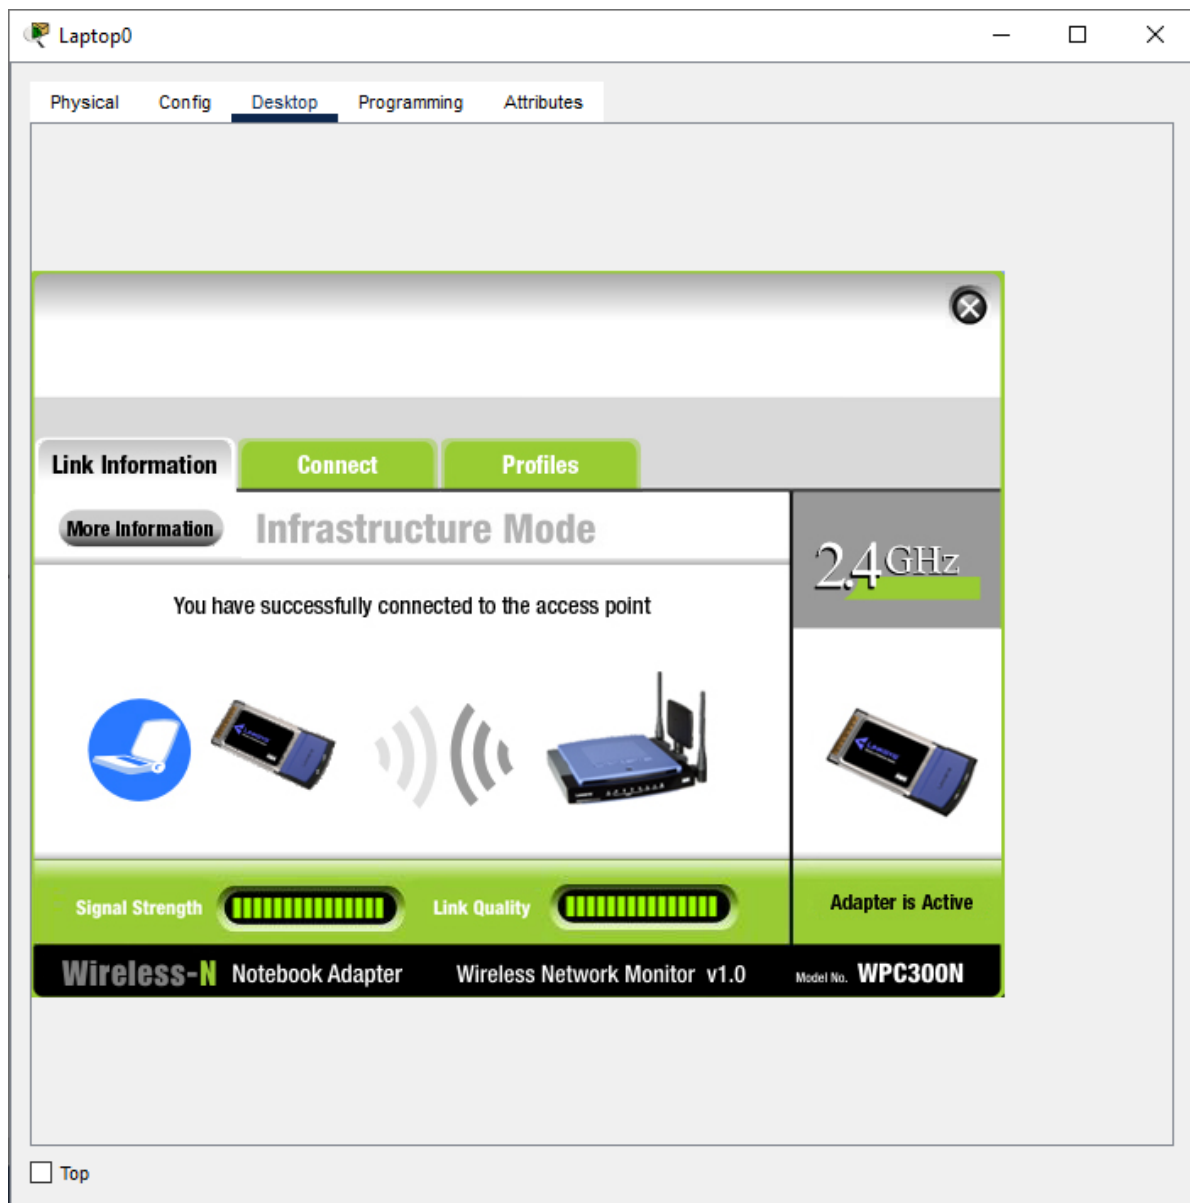 Laptop0
Physical Config Desktop Programming Attributes
Link Information Connect Profiles
More Information Infrastructure Mode
2.4GHz
You have successfully connected to the access point
Signal Strength Link Quality Adapter is Active
Wireless-N Notebook Adapter Wireless Network Monitor v1.0 Model No. WPC300N
Top